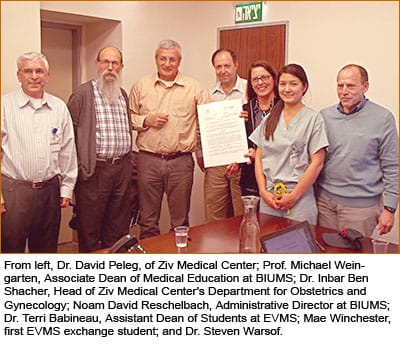 יציאה
From left, Dr. David Peleg, of Ziv Medical Center; Prof. Michael Wein-
garten, Associate Dean of Medical Education at BIUMS; Dr. Inbar Ben
Shacher, Head of Ziv Medical Center's Department for Obstetrics and
Gynecology; Noam David Reschelbach, Administrative Director at BIUMS;
Dr. Terri Babineau, Assistant Dean of Students at EVMS; Mae Winchester,
first EVMS exchange student; and Dr. Steven Warsof.